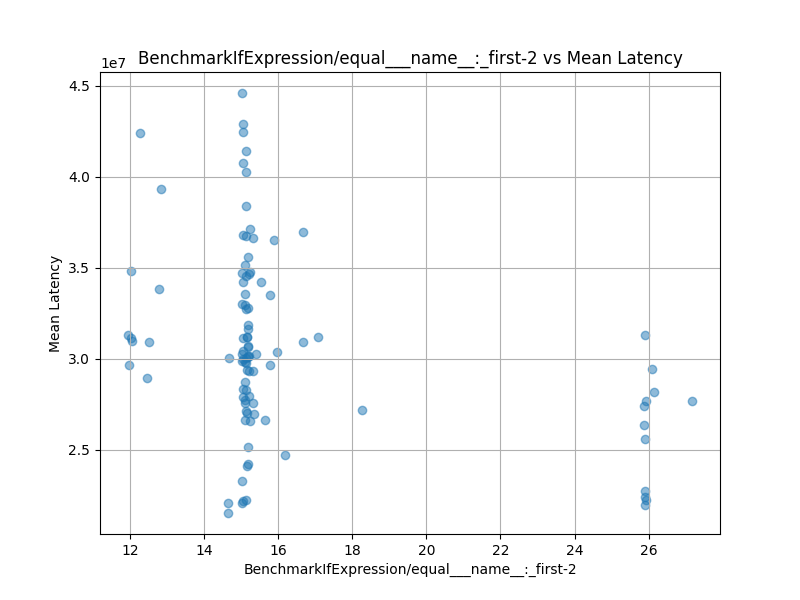 BenchmarkIfExpression/equal___name__:_first-2 vs Mean Latency
1e7
4.5
4.0
3.5
3.0
2.5
Mean Latency
12 14 16 18 20 22 24 26
BenchmarkIfExpression/equal___name__:_first-2